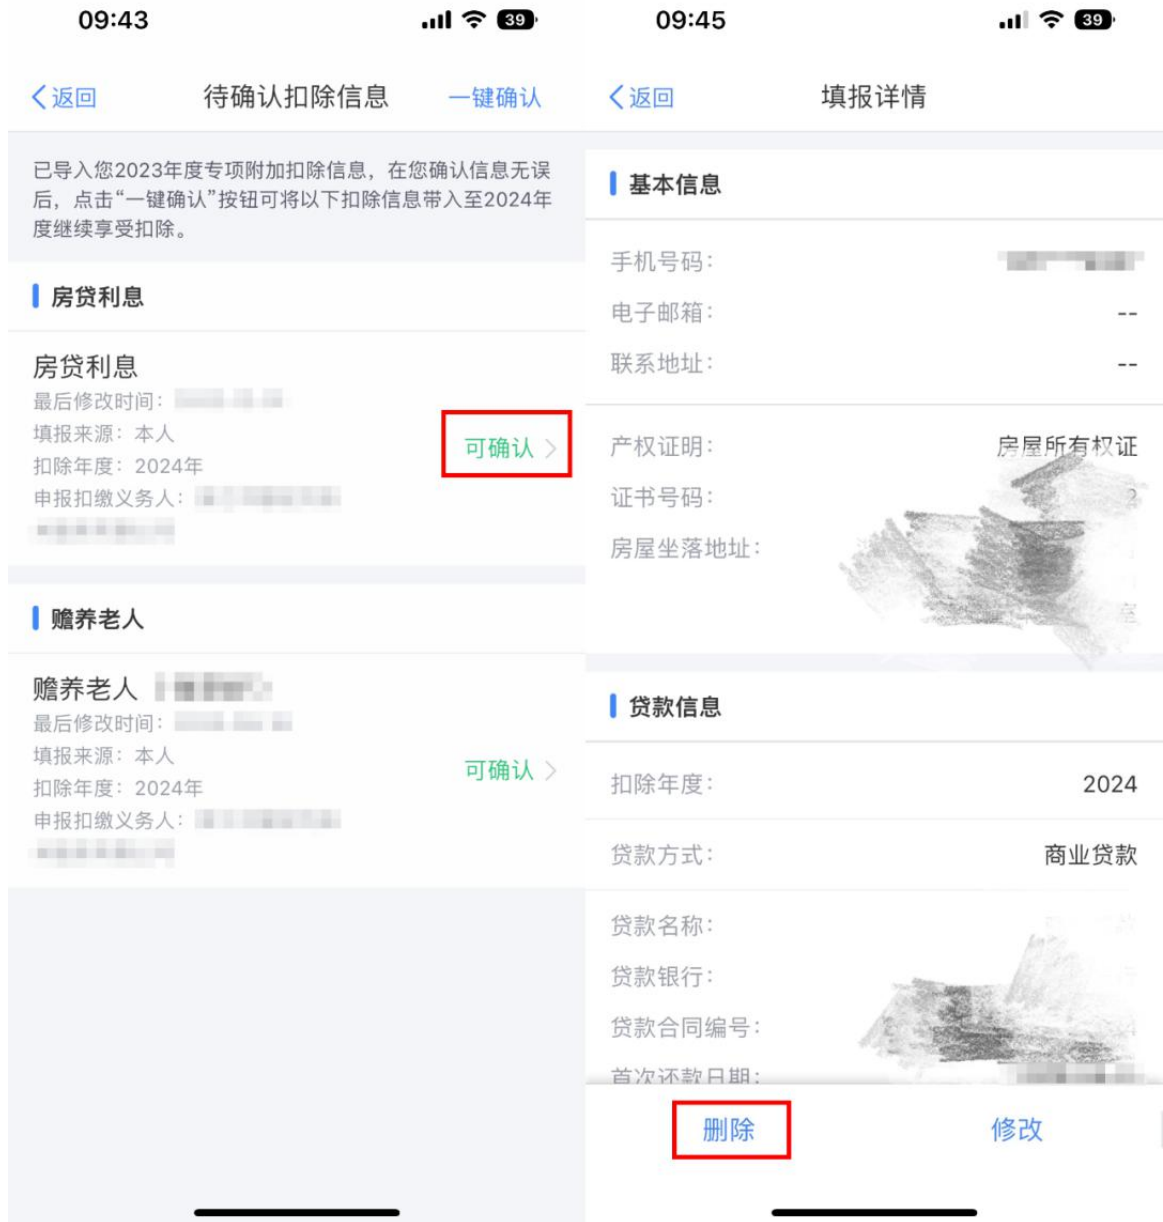 09:43
39
返回
待确认扣除信息
一键确认
已导入您2023年度专项附加扣除信息，在您确认信息无误
后，点击“一键确认”按钮可将以下扣除信息带入至2024年
度继续享受扣除。
房贷利息
房贷利息
最后修改时间：
填报来源：本人
扣除年度：2024年
申报扣缴义务人：
可确认
赡养老人
赡养老人
最后修改时间：
填报来源：本人
扣除年度：2024年
申报扣缴义务人：
可确认
09:45
39
返回
填报详情
基本信息
手机号码：
电子邮箱： --
联系地址： --
产权证明： 房屋所有权证
证书号码：
房屋坐落地址：
室
贷款信息
扣除年度： 2024
贷款方式： 商业贷款
贷款名称：
贷款银行：
贷款合同编号：
首次还款日期：
删除
修改